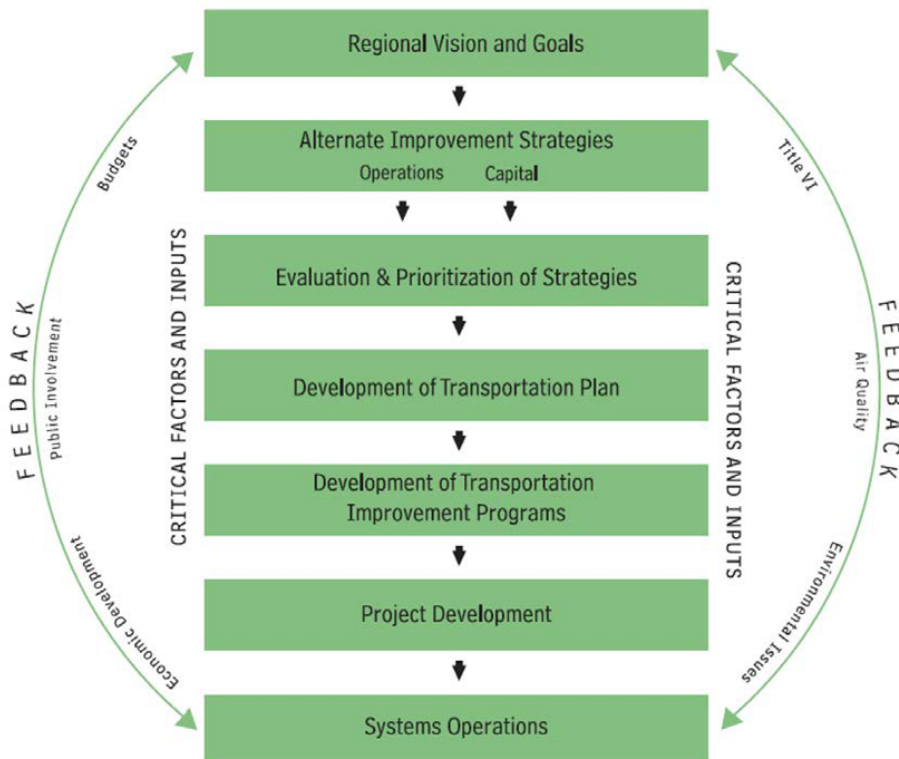 Regional Vision and Goals
Alternate Improvement Strategies
Operations
Capital
Evaluation & Prioritization of Strategies
Development of Transportation Plan
Development of Transportation
Improvement Programs
Project Development
Systems Operations
CRITICAL FACTORS AND INPUTS
CRITICAL FACTORS AND INPUTS
FEEDBACK
Budgets
Public Involvement
Economic Development
FEEDBACK
Title VI
Air Quality
Environmental Issues